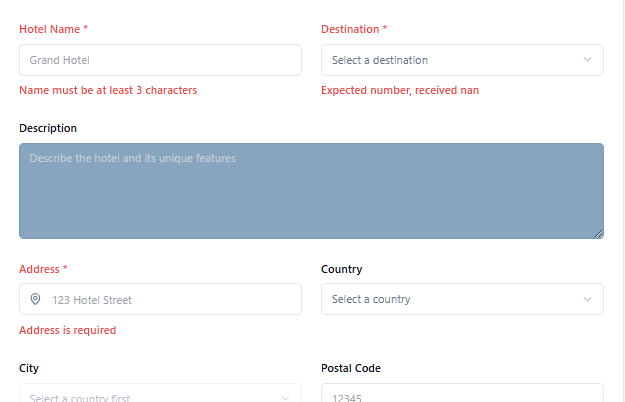 Hotel Name *
Destination *
Grand Hotel
Select a destination
Name must be at least 3 characters
Expected number, received nan
Description
Describe the hotel and its unique features
Address *
Country
123 Hotel Street
Select a country
Address is required
City
Postal Code
Select a country first
12345